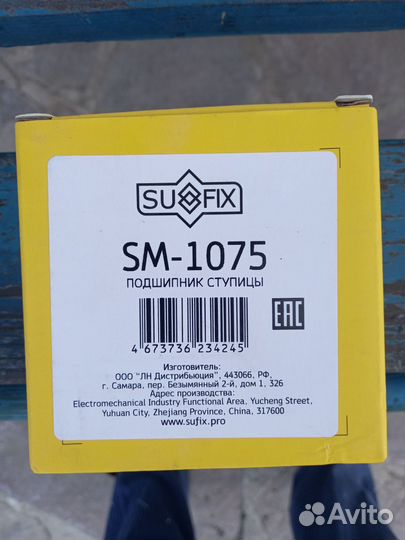 SUFIX
SM-1075
ПОДШИПНИК СТУПИЦЫ
EAC
4 673736 234245
Изготовитель:
ООО "ЛН Дистрибьюция", 443066, РФ,
г. Самара, пер. Безымянный 2-й, дом 1, 326
Адрес производства:
Electromechanical Industry Functional Area, Yucheng Street,
Yuhuan City, Zhejiang Province, China, 317600
www.sufix.pro
Avito